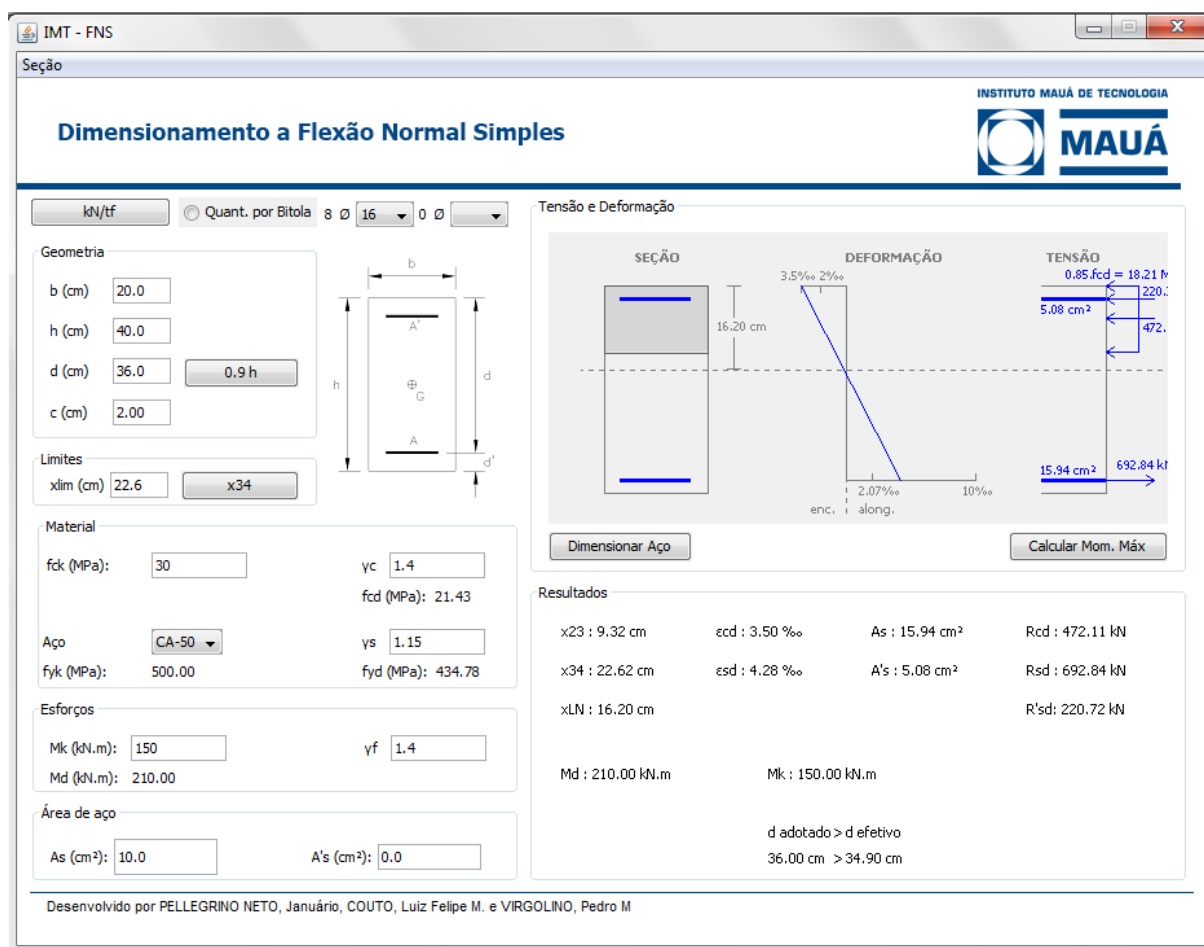 IMT - FNS
Seção
Dimensionamento a Flexão Normal Simples
INSTITUTO MAUÁ DE TECNOLOGIA
MAUÁ
kN/tf
Quant. por Bitola 8 Ø 16 0 Ø
Geometria
b (cm) 20.0
h (cm) 40.0
d (cm) 36.0 0.9 h
c (cm) 2.00
b
A'
h
d
G
A
d'
Limites
xlim (cm) 22.6 x34
Material
fck (MPa): 30 γc 1.4
fcd (MPa): 21.43
Aço CA-50 γs 1.15
fyk (MPa): 500.00 fyd (MPa): 434.78
Esforços
Mk (kN.m): 150 γf 1.4
Md (kN.m): 210.00
Área de aço
As (cm²): 10.0 A's (cm²): 0.0
Tensão e Deformação
SEÇÃO DEFORMAÇÃO TENSÃO
3.5‰ 2‰ 0.85.fcd = 18.21 M
220.
5.08 cm²
16.20 cm 472.
15.94 cm² 692.84 kN
2.07‰ 10‰
enc. along.
Dimensionar Aço Calcular Mom. Máx
Resultados
x23 : 9.32 cm εcd : 3.50 ‰ As : 15.94 cm² Rcd : 472.11 kN
x34 : 22.62 cm εsd : 4.28 ‰ A's : 5.08 cm² Rsd : 692.84 kN
xLN : 16.20 cm R'sd: 220.72 kN
Md : 210.00 kN.m Mk : 150.00 kN.m
d adotado > d efetivo
36.00 cm > 34.90 cm
Desenvolvido por PELLEGRINO NETO, Januário, COUTO, Luiz Felipe M. e VIRGOLINO, Pedro M